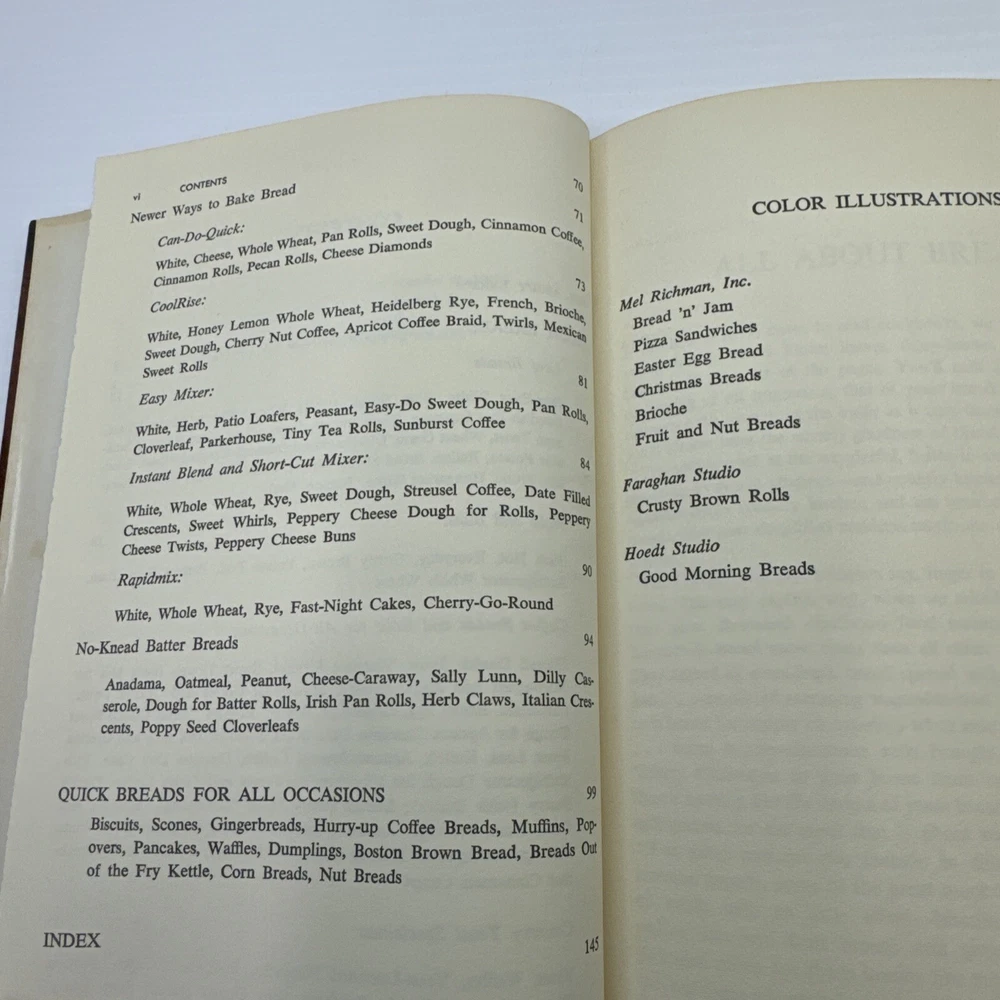 vi CONTENTS
Newer Ways to Bake Bread 70
Can-Do-Quick: 71
White, Cheese, Whole Wheat, Pan Rolls, Sweet Dough, Cinnamon Coffee,
Cinnamon Rolls, Pecan Rolls, Cheese Diamonds
CoolRise: 73
White, Honey Lemon Whole Wheat, Heidelberg Rye, French, Brioche,
Sweet Dough, Cherry Nut Coffee, Apricot Coffee Braid, Twirls, Mexican
Sweet Rolls
Easy Mixer: 81
White, Herb, Patio Loafers, Peasant, Easy-Do Sweet Dough, Pan Rolls,
Cloverleaf, Parkerhouse, Tiny Tea Rolls, Sunburst Coffee
Instant Blend and Short-Cut Mixer: 84
White, Whole Wheat, Rye, Sweet Dough, Streusel Coffee, Date Filled
Crescents, Sweet Whirls, Peppery Cheese Dough for Rolls, Peppery
Cheese Twists, Peppery Cheese Buns
Rapidmix: 90
White, Whole Wheat, Rye, Fast-Night Cakes, Cherry-Go-Round
No-Knead Batter Breads 94
Anadama, Oatmeal, Peanut, Cheese-Caraway, Sally Lunn, Dilly Cas-
serole, Dough for Batter Rolls, Irish Pan Rolls, Herb Claws, Italian Cres-
cents, Poppy Seed Cloverleafs
QUICK BREADS FOR ALL OCCASIONS 99
Biscuits, Scones, Gingerbreads, Hurry-up Coffee Breads, Muffins, Pop-
overs, Pancakes, Waffles, Dumplings, Boston Brown Bread, Breads Out
of the Fry Kettle, Corn Breads, Nut Breads
INDEX 145
COLOR ILLUSTRATIONS
Mel Richman, Inc.
Bread 'n' Jam
Pizza Sandwiches
Easter Egg Bread
Christmas Breads
Brioche
Fruit and Nut Breads
Faraghan Studio
Crusty Brown Rolls
Hoedt Studio
Good Morning Breads